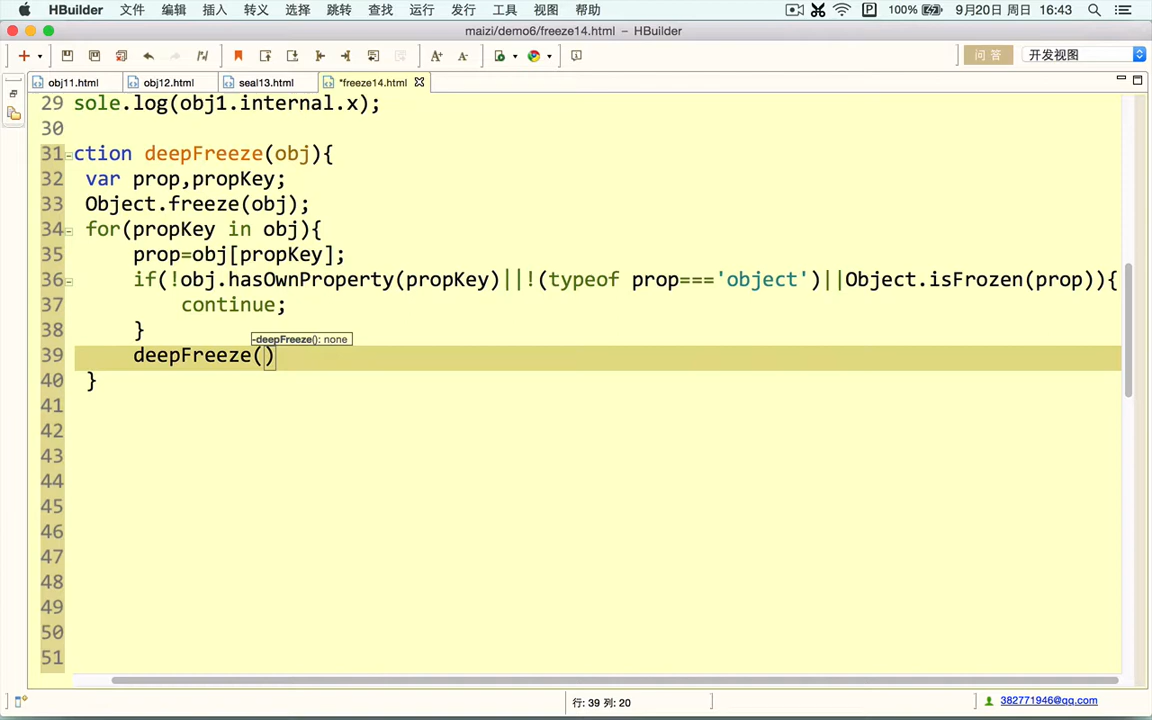 HBuilder 文件 编辑 插入 转义 选择 跳转 查找 运行 发行 工具 视图 帮助 100% 9月20日 周日 16:43
maizi/demo6/freeze14.html – HBuilder
问 答 开发视图
obj11.html obj12.html seal13.html *freeze14.html
29 sole.log(obj1.internal.x);
30
31 ction deepFreeze(obj){
32 var prop,propKey;
33 Object.freeze(obj);
34 for(propKey in obj){
35 prop=obj[propKey];
36 if(!obj.hasOwnProperty(propKey)||!(typeof prop==='object')||Object.isFrozen(prop)){
37 continue;
38 }
-deepFreeze(): none
39 deepFreeze()
40 }
41
42
43
44
45
46
47
48
49
50
51
行: 39 列: 20 382771946@qq.com